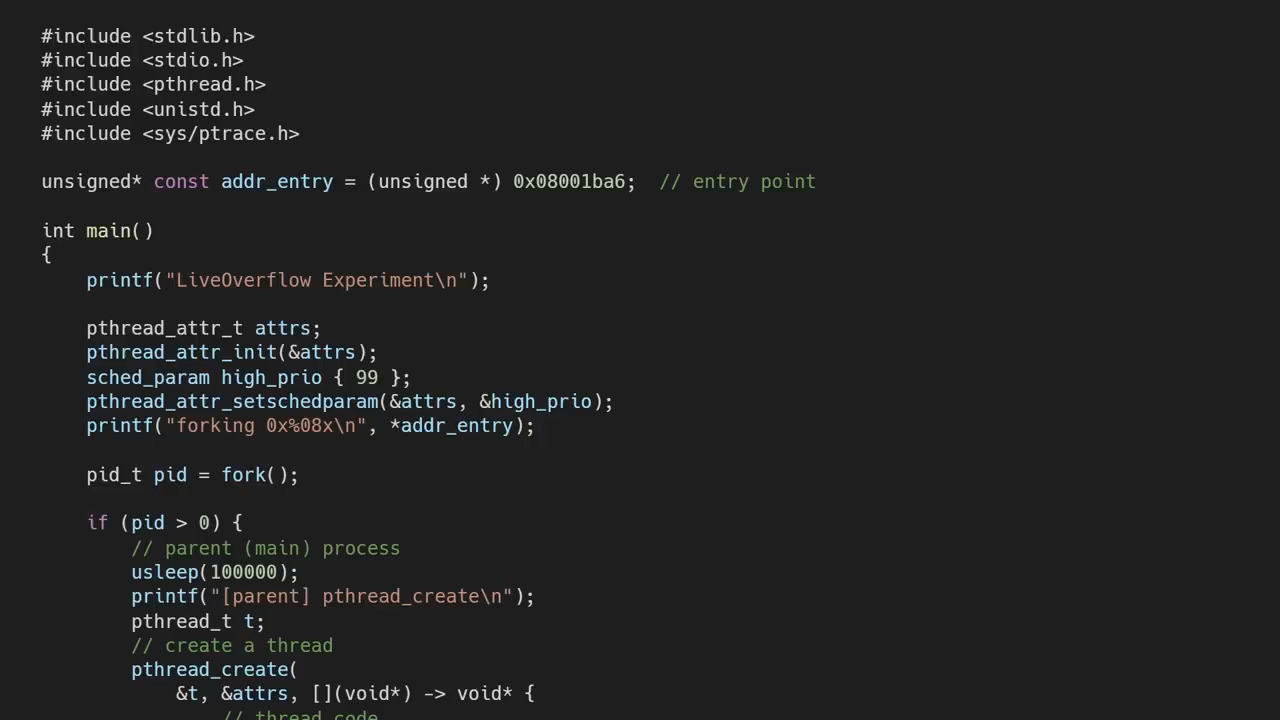 #include <stdlib.h>
#include <stdio.h>
#include <pthread.h>
#include <unistd.h>
#include <sys/ptrace.h>
unsigned* const addr_entry = (unsigned *) 0x08001ba6;  // entry point
int main()
{
    printf("LiveOverflow Experiment\n");
    pthread_attr_t attrs;
    pthread_attr_init(&attrs);
    sched_param high_prio { 99 };
    pthread_attr_setschedparam(&attrs, &high_prio);
    printf("forking 0x%08x\n", *addr_entry);
    pid_t pid = fork();
    if (pid > 0) {
        // parent (main) process
        usleep(100000);
        printf("[parent] pthread_create\n");
        pthread_t t;
        // create a thread
        pthread_create(
            &t, &attrs, [](void*) -> void* {
                // thread code